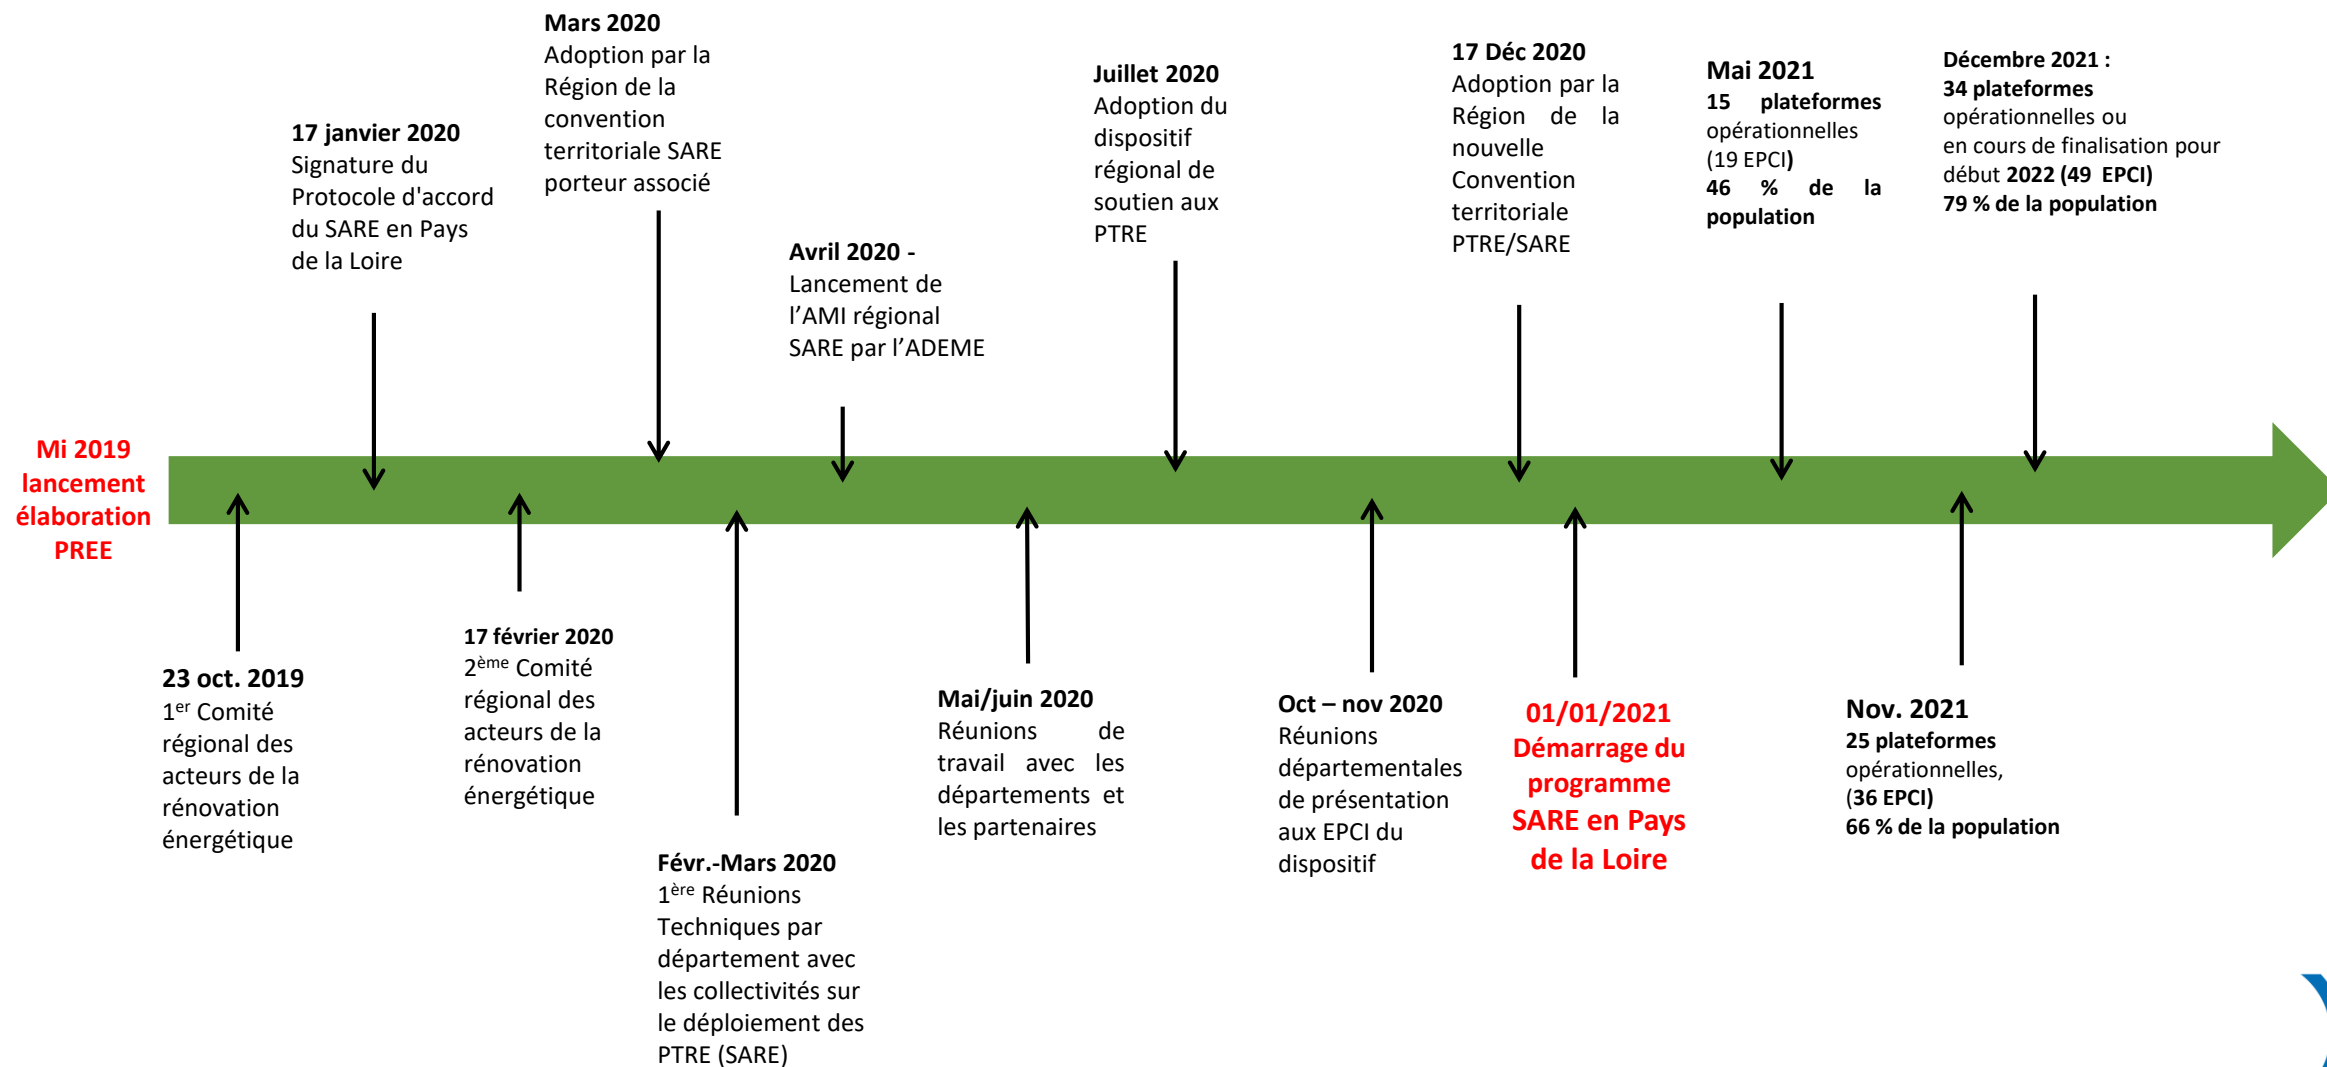 Mi 2019
lancement
élaboration
PREE
23 oct. 2019
1er Comité
régional des
acteurs de la
rénovation
énergétique
17 janvier 2020
Signature du
Protocole d'accord
du SARE en Pays
de la Loire
17 février 2020
2ème Comité
régional des
acteurs de la
rénovation
énergétique
Mars 2020
Adoption par la
Région de la
convention
territoriale SARE
porteur associé
Févr.-Mars 2020
1ère Réunions
Techniques par
département avec
les collectivités sur
le déploiement des
PTRE (SARE)
Avril 2020 -
Lancement de
l’AMI régional
SARE par l’ADEME
Mai/juin 2020
Réunions de
travail avec les
départements et
les partenaires
Juillet 2020
Adoption du
dispositif
régional de
soutien aux
PTRE
Oct – nov 2020
Réunions
départementales
de présentation
aux EPCI du
dispositif
17 Déc 2020
Adoption par la
Région de la
nouvelle
Convention
territoriale
PTRE/SARE
01/01/2021
Démarrage du
programme
SARE en Pays
de la Loire
Mai 2021
15 plateformes
opérationnelles
(19 EPCI)
46 % de la
population
Nov. 2021
25 plateformes
opérationnelles,
(36 EPCI)
66 % de la population
Décembre 2021 :
34 plateformes
opérationnelles ou
en cours de finalisation pour
début 2022 (49 EPCI)
79 % de la population